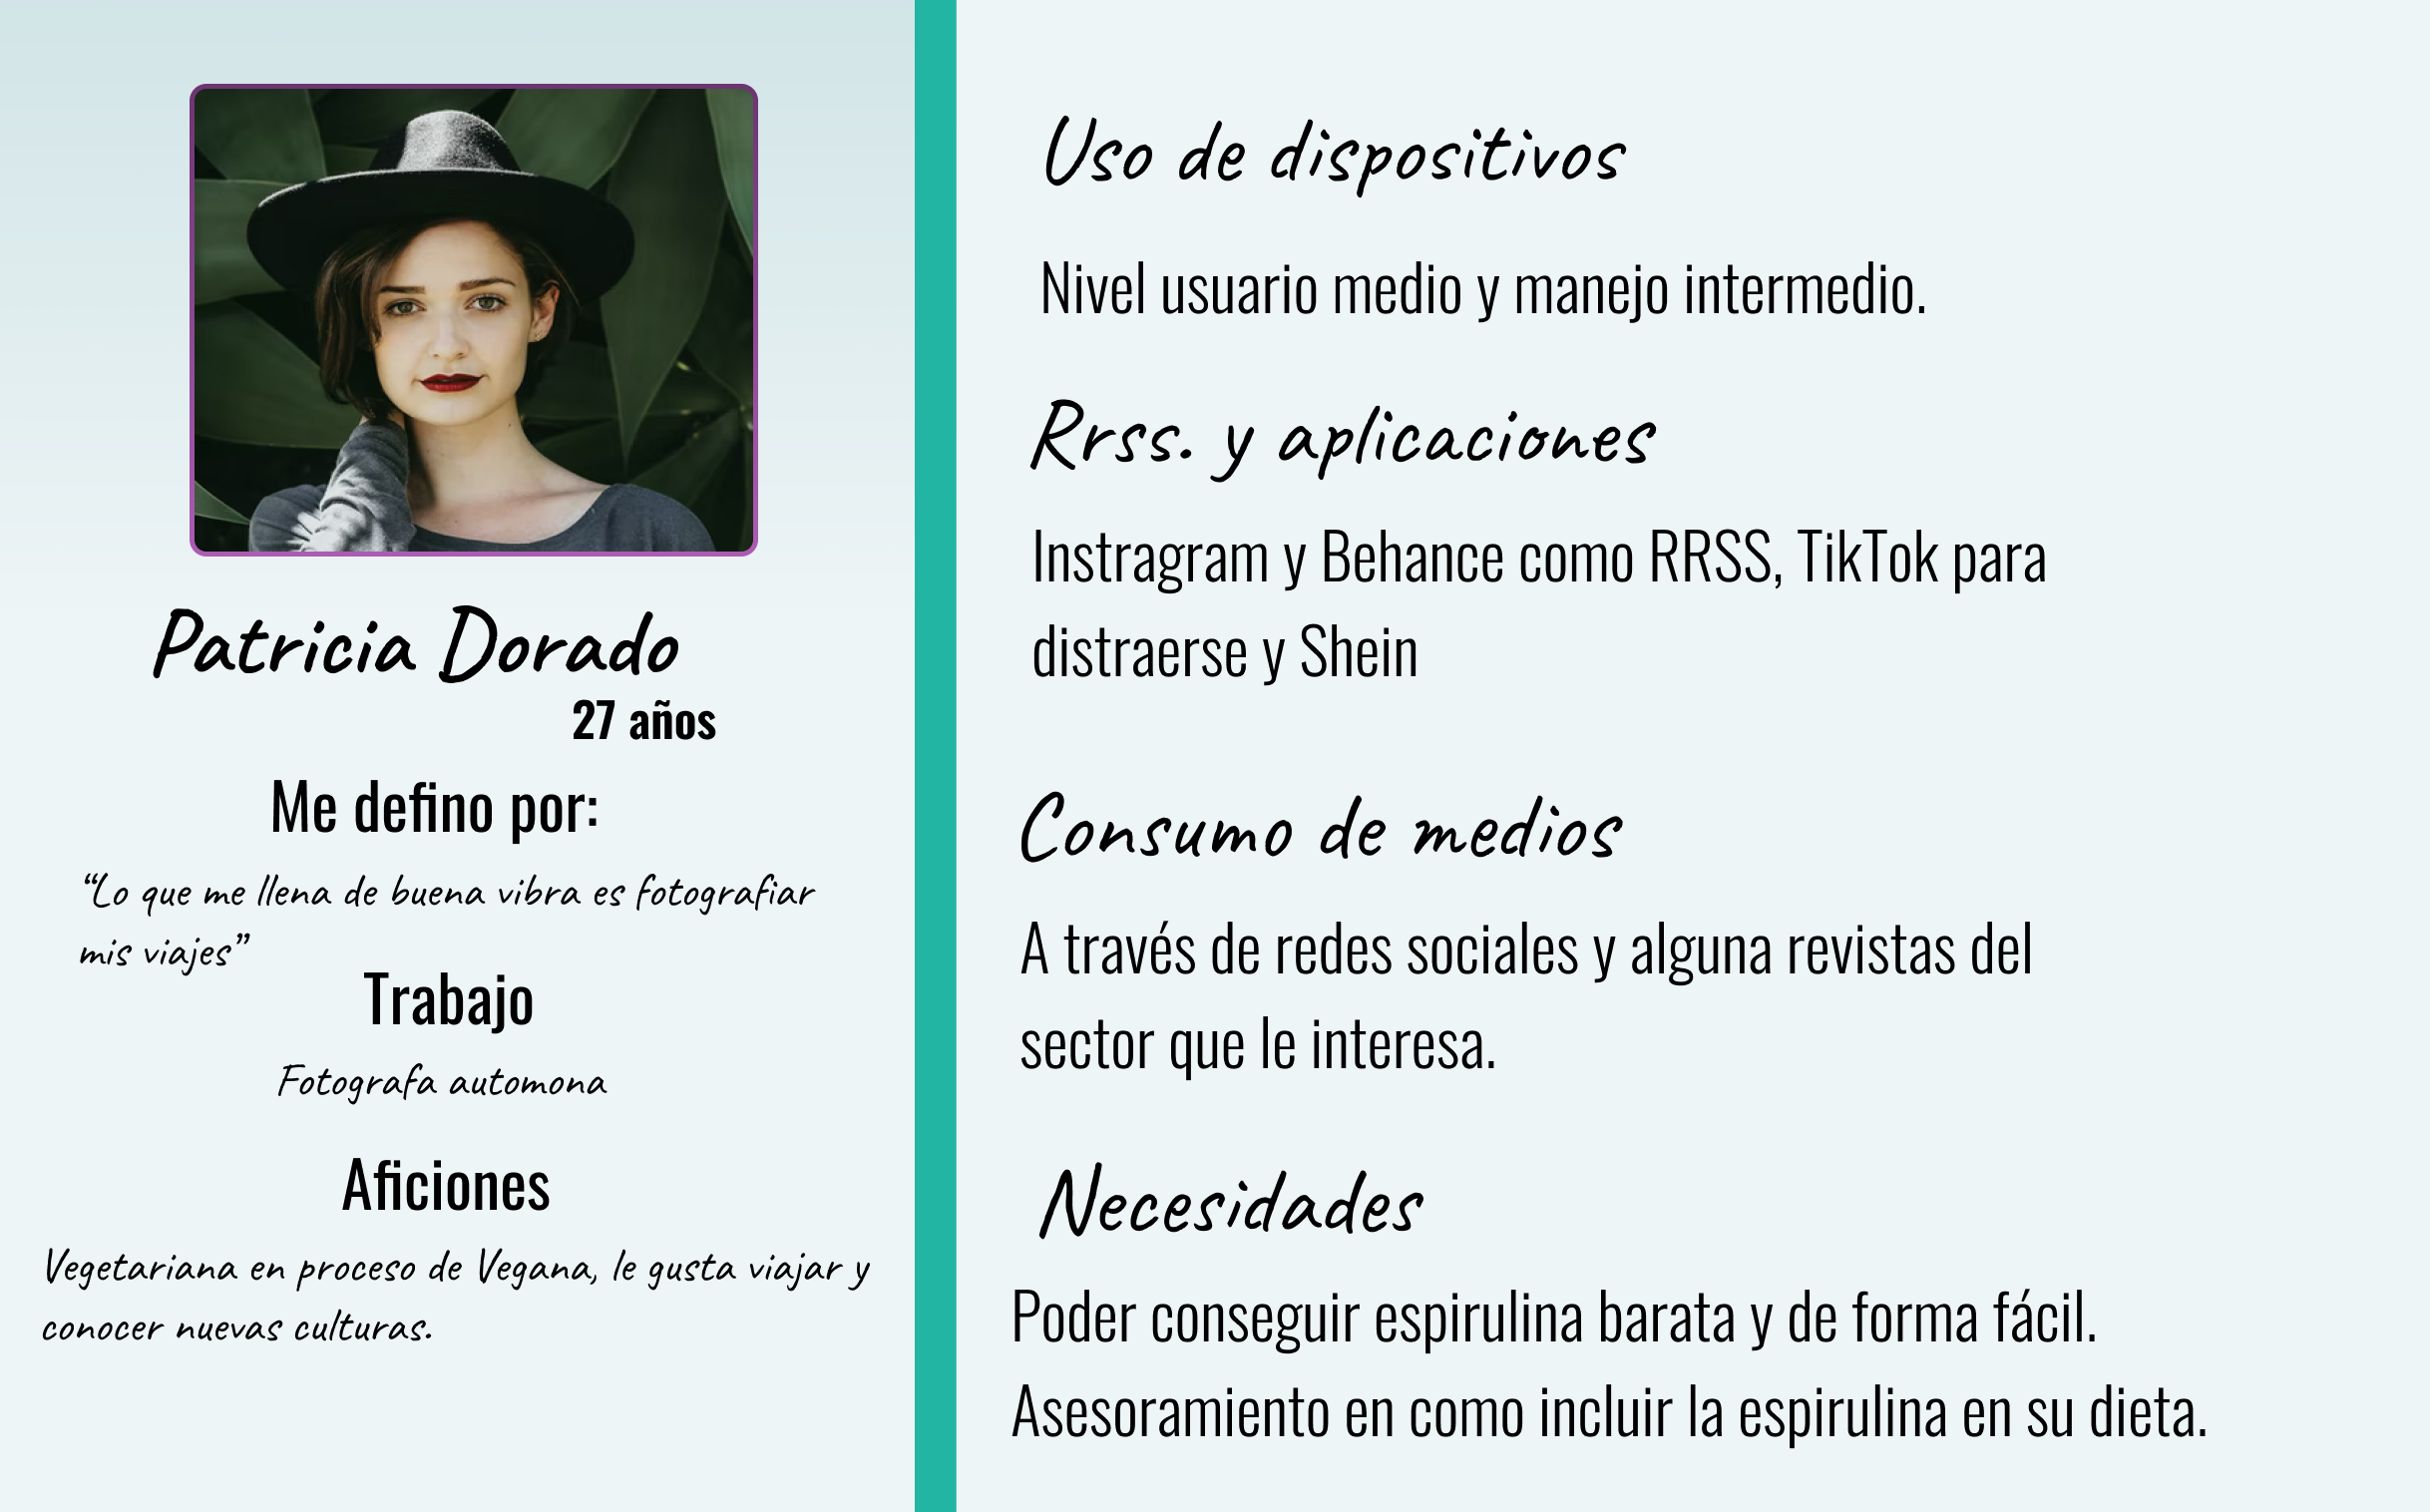 Patricia Dorado
27 años
Me defino por:
“Lo que me llena de buena vibra es fotografiar
mis viajes”
Trabajo
Fotografa automona
Aficiones
Vegetariana en proceso de Vegana, le gusta viajar y
conocer nuevas culturas.
Uso de dispositivos
Nivel usuario medio y manejo intermedio.
Rrss. y aplicaciones
Instragram y Behance como RRSS, TikTok para
distraerse y Shein
Consumo de medios
A través de redes sociales y alguna revistas del
sector que le interesa.
Necesidades
Poder conseguir espirulina barata y de forma fácil.
Asesoramiento en como incluir la espirulina en su dieta.